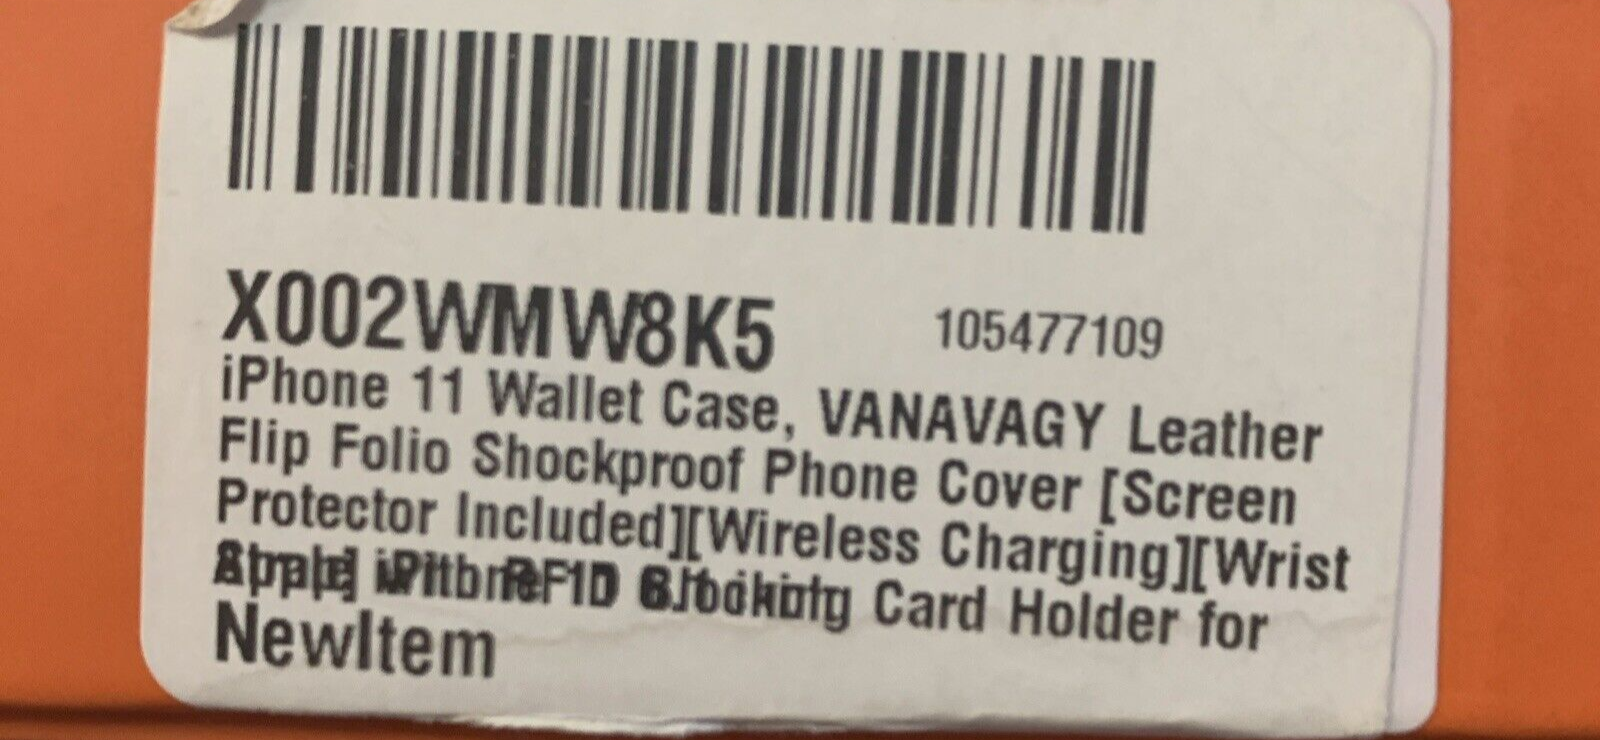 X002WMW8K5 105477109
iPhone 11 Wallet Case, VANAVAGY Leather
Flip Folio Shockproof Phone Cover [Screen
Protector Included][Wireless Charging][Wrist
Card Holder for
NewItem